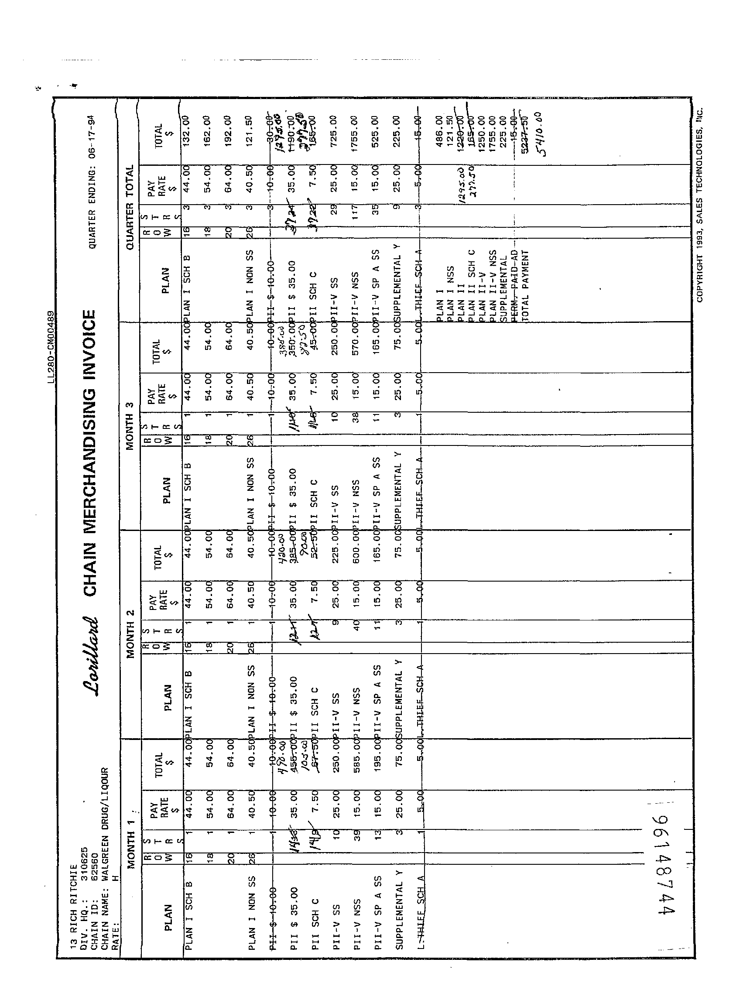 LL280-CM00489
13 RICH RITCHIE
DIV. HQ.: 310625
CHAIN ID: 62560
CHAIN NAME: WALGREEN DRUG/LIQOUR
RATE: H
Lorillard CHAIN MERCHANDISING INVOICE
QUARTER ENDING: 06-17-94
MONTH 1 MONTH 2 MONTH 3 QUARTER TOTAL
PLAN ROW STRS PAY RATE $ TOTAL $ PLAN ROW STRS PAY RATE $ TOTAL $ PLAN ROW STRS PAY RATE $ TOTAL $ PLAN ROW STRS PAY RATE $ TOTAL $
PLAN I SCH B 16 1 44.00 44.00 PLAN I SCH B 16 1 44.00 44.00 PLAN I SCH B 16 1 44.00 44.00 PLAN I SCH B 16 3 44.00 132.00
18 1 54.00 54.00 18 1 54.00 54.00 18 1 54.00 54.00 18 3 54.00 162.00
20 1 64.00 64.00 20 1 64.00 64.00 20 1 64.00 64.00 20 3 64.00 192.00
PLAN I NON SS 26 1 40.50 40.50 PLAN I NON SS 26 1 40.50 40.50 PLAN I NON SS 26 1 40.50 40.50 PLAN I NON SS 26 3 40.50 121.50
PII $ 10.00 1 10.00 10.00 PII $ 10.00 1 10.00 10.00 PII $ 10.00 1 10.00 10.00 PII $ 10.00 3 10.00 30.00
490.00 420.00 385.00 1295.00
PII $ 35.00 14 35.00 455.00 PII $ 35.00 12 35.00 385.00 PII $ 35.00 11 35.00 350.00 PII $ 35.00 37 35.00 1190.00
105.00 90.00 82.50 277.50
PII SCH C 14 7.50 67.50 PII SCH C 12 7.50 52.50 PII SCH C 11 7.50 45.00 PII SCH C 37 22 7.50 165.00
PII-V SS 10 25.00 250.00 PII-V SS 9 25.00 225.00 PII-V SS 10 25.00 250.00 PII-V SS 29 25.00 725.00
PII-V NSS 39 15.00 585.00 PII-V NSS 40 15.00 600.00 PII-V NSS 38 15.00 570.00 PII-V NSS 117 15.00 1755.00
PII-V SP A SS 13 15.00 195.00 PII-V SP A SS 11 15.00 165.00 PII-V SP A SS 11 15.00 165.00 PII-V SP A SS 35 15.00 525.00
SUPPLEMENTAL Y 3 25.00 75.00 SUPPLEMENTAL Y 3 25.00 75.00 SUPPLEMENTAL Y 3 25.00 75.00 SUPPLEMENTAL Y 9 25.00 225.00
L.THIEF SCH A 1 5.00 5.00 L.THIEF SCH A 1 5.00 5.00 L.THIEF SCH A 1 5.00 5.00 L.THIEF SCH A 3 5.00 15.00
PLAN I 486.00
PLAN I NSS 121.50
PLAN II 1295.00 1220.00
PLAN II SCH C 277.50 165.00
PLAN II-V 1250.00
PLAN II-V NSS 1755.00
SUPPLEMENTAL 225.00
PERM. PAID-AD 15.00
TOTAL PAYMENT 5237.50
5410.00
96148744
COPYRIGHT 1993, SALES TECHNOLOGIES, INC.